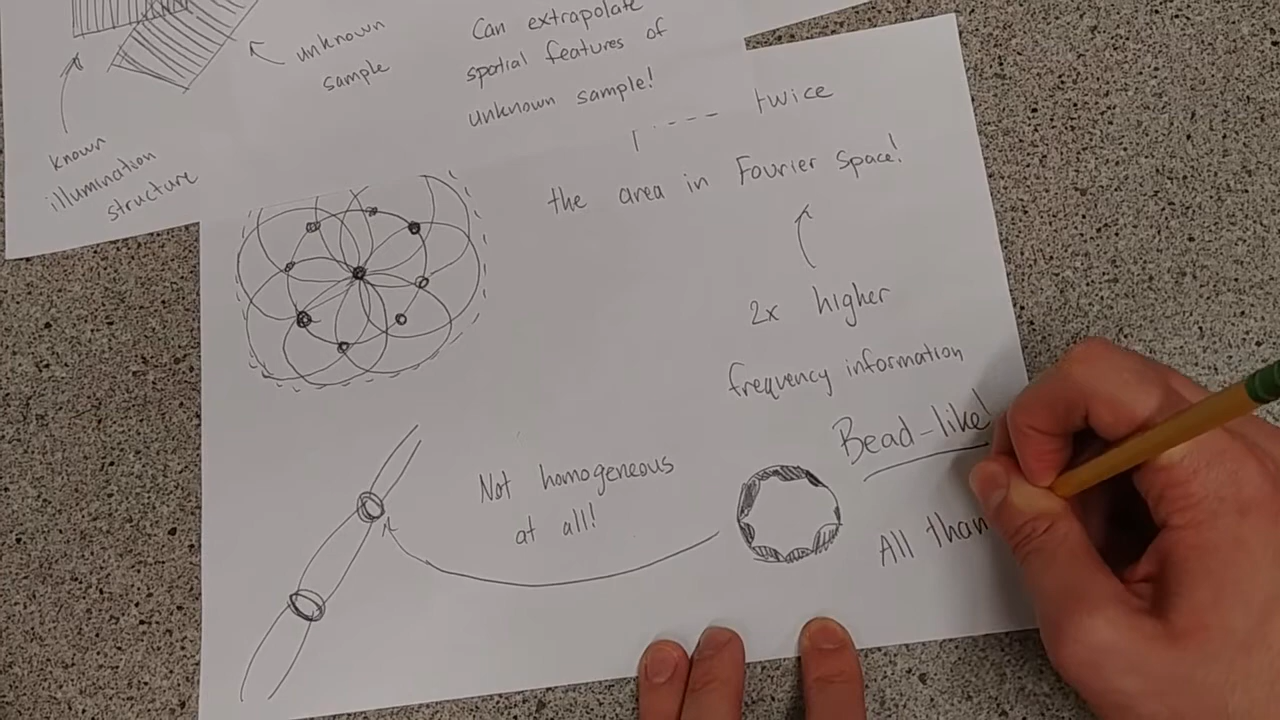 unknown
sample
known
illumination
structure
Can extrapolate
spatial features of
unknown sample!
twice
the area in Fourier Space!
2x higher
frequency information
Bead-like!
Not homogeneous
at all!
All than